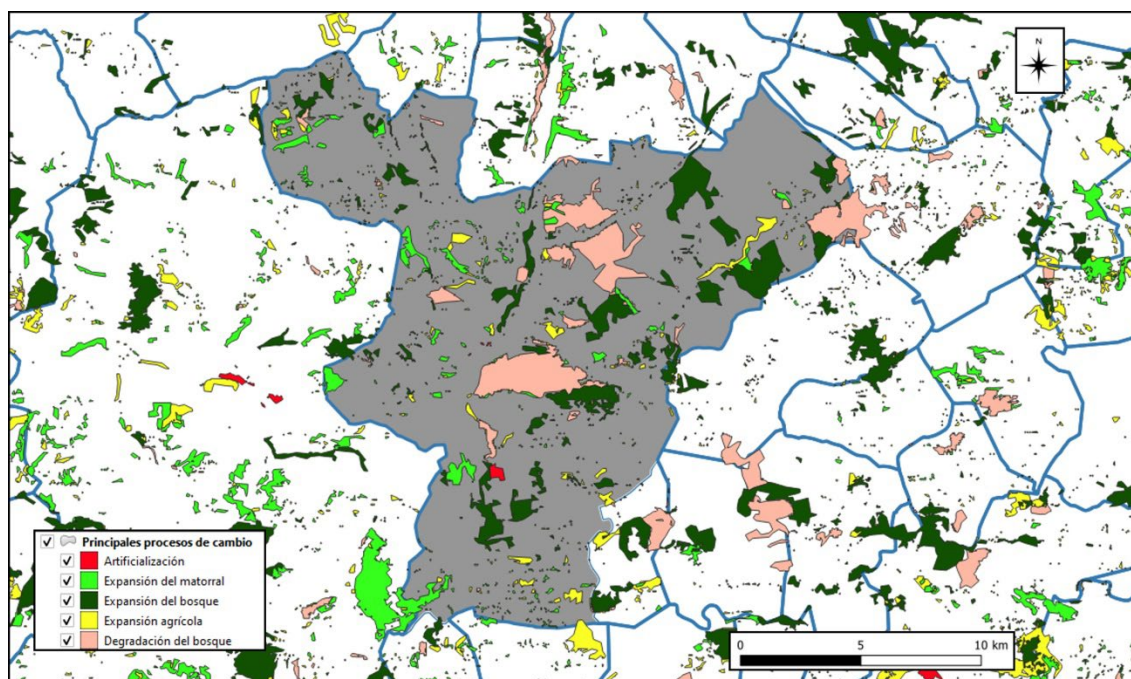 N
Principales procesos de cambio
Artificialización
Expansión del matorral
Expansión del bosque
Expansión agrícola
Degradación del bosque
0 5 10 km